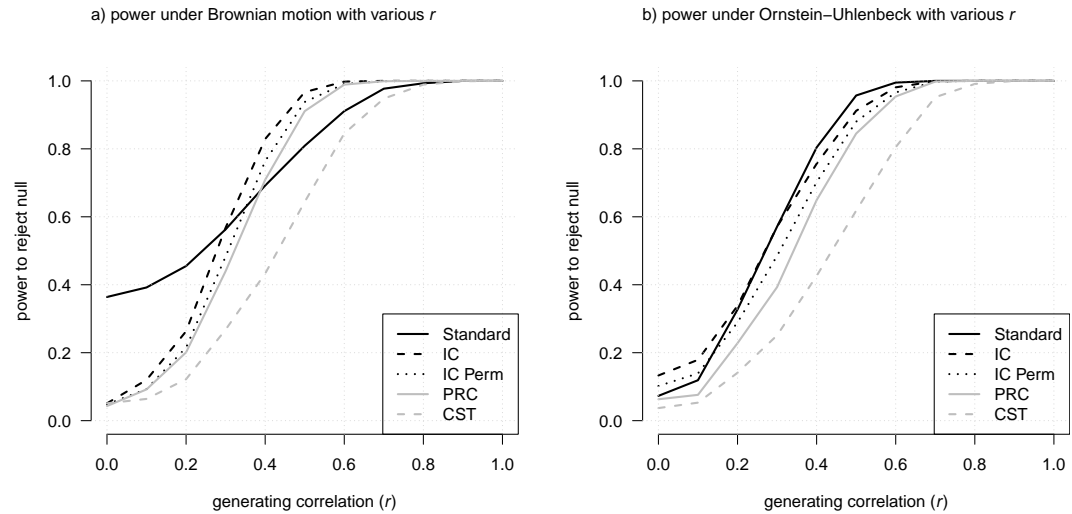 a) power under Brownian motion with various r
power to reject null
1.0
0.8
0.6
0.4
0.2
0.0
Standard
IC
IC Perm
PRC
CST
0.0 0.2 0.4 0.6 0.8 1.0
generating correlation (r)
b) power under Ornstein−Uhlenbeck with various r
power to reject null
1.0
0.8
0.6
0.4
0.2
0.0
Standard
IC
IC Perm
PRC
CST
0.0 0.2 0.4 0.6 0.8 1.0
generating correlation (r)